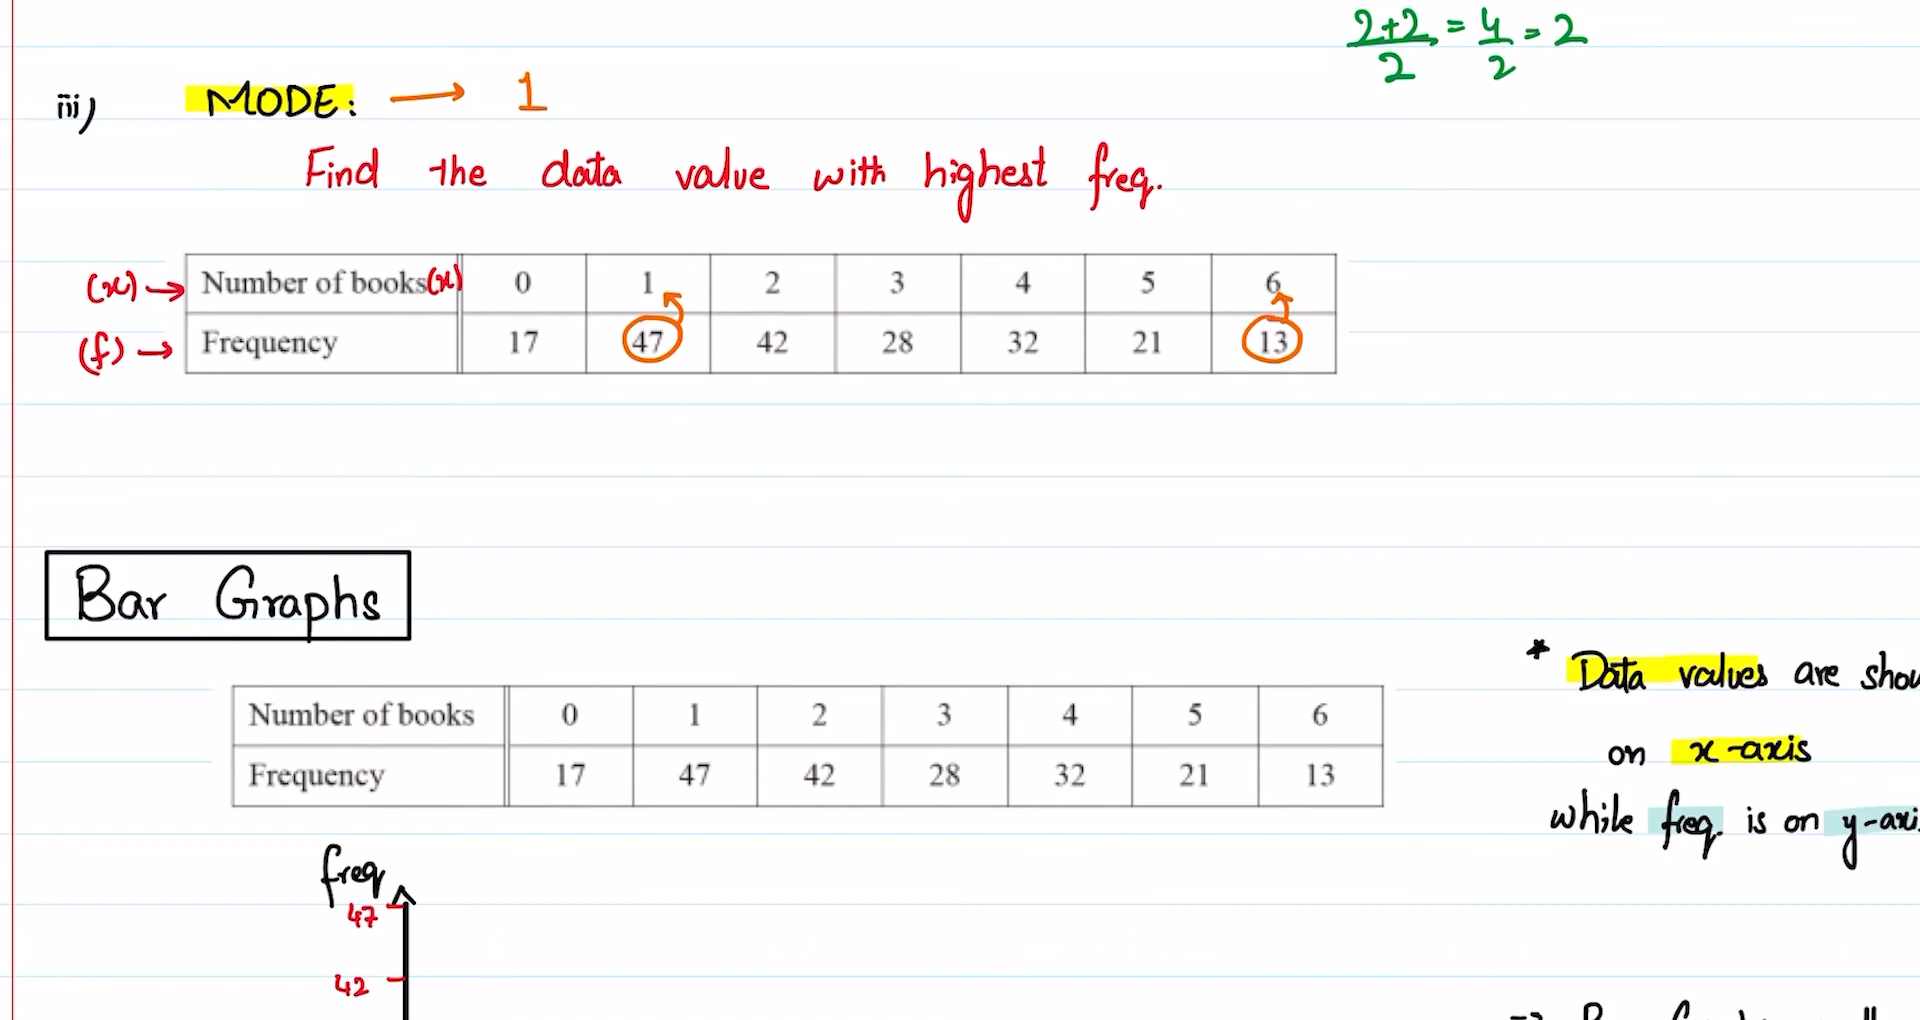 2+2/2 = 4/2 = 2
iii) MODE: → 1
Find the data value with highest freq.
(x) → Number of books(x) 0 1 2 3 4 5 6
(f) → Frequency 17 47 42 28 32 21 13
Bar Graphs
* Data values are show
on x-axis
while freq. is on y-axi
Number of books 0 1 2 3 4 5 6
Frequency 17 47 42 28 32 21 13
freq
47
42